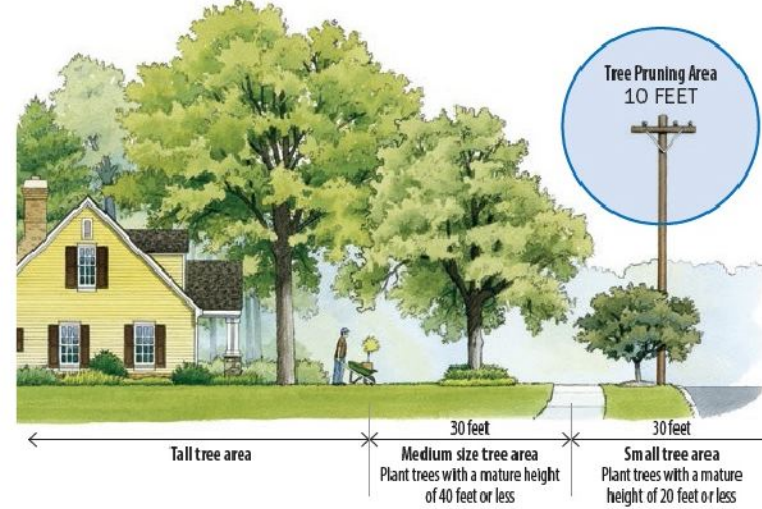 Tree Pruning Area
10 FEET
30 feet
30 feet
Tall tree area
Medium size tree area
Plant trees with a mature height
of 40 feet or less
Small tree area
Plant trees with a mature
height of 20 feet or less